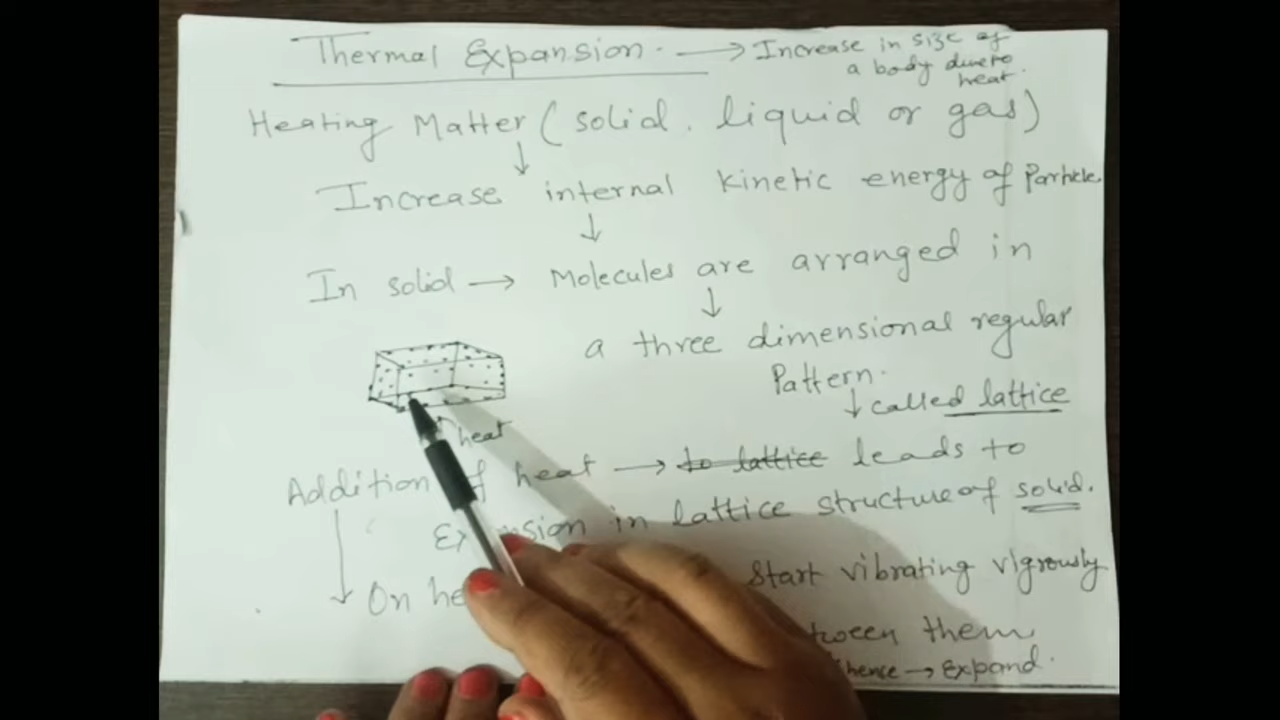 Thermal Expansion. → Increase in size of
a body due to
heat.
Heating Matter (solid. liquid or gas)
↓
Increase internal kinetic energy of Particle
↓
In solid → Molecules are arranged in
↓
a three dimensional regular
Pattern.
↓ called lattice
heat
Addition of heat → to lattice leads to
Expansion in lattice structure of solid.
↓
On start vibrating vigrously
them
hence → Expand.